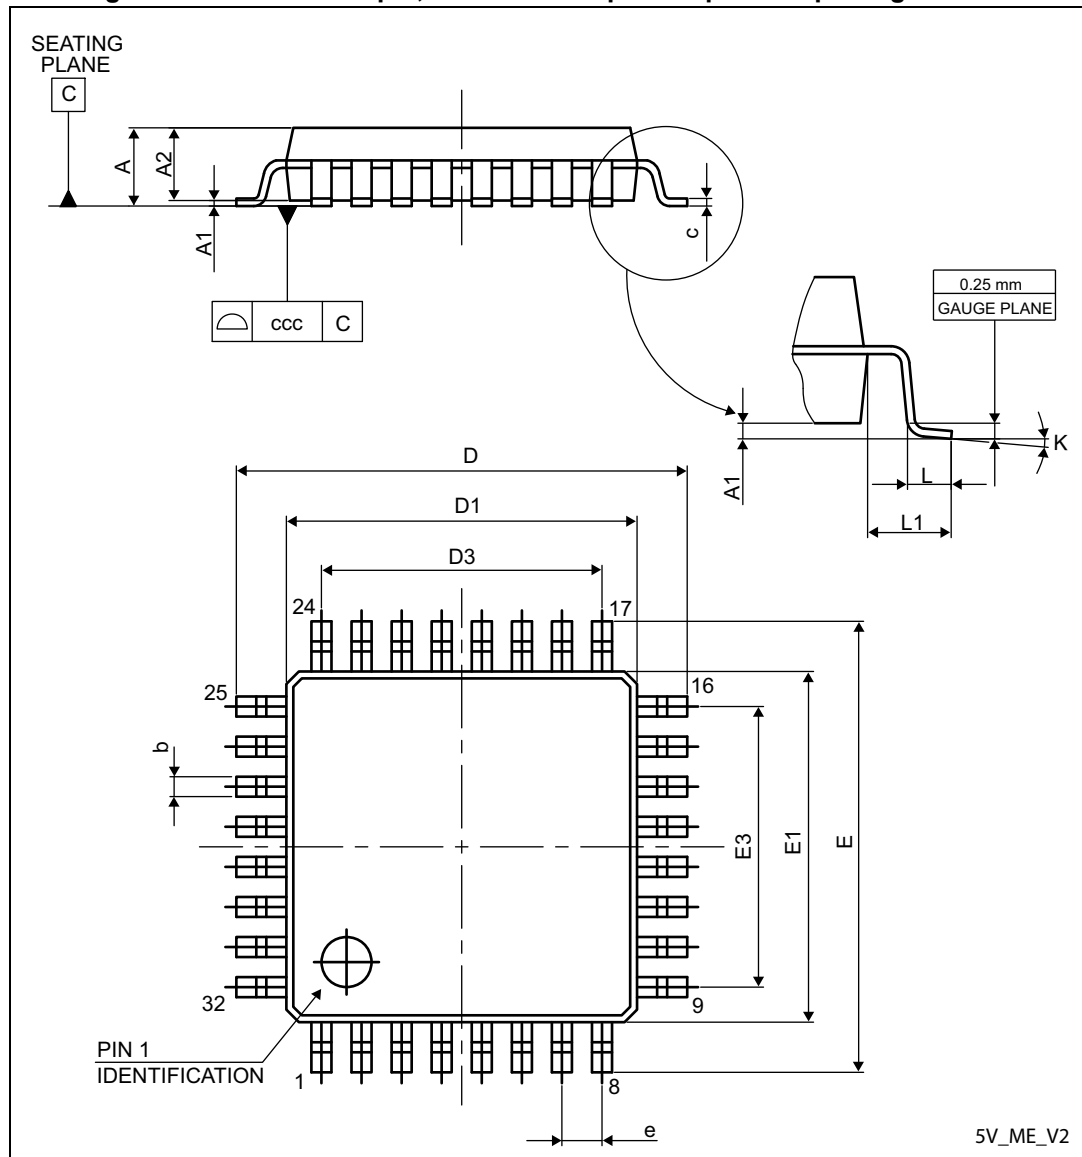 SEATING
PLANE
C
A
A2
A1
c
ccc C
0.25 mm
GAUGE PLANE
A1
K
L
L1
D
D1
D3
24
17
25
16
b
E3
E1
E
32
9
PIN 1
IDENTIFICATION
1
8
e
5V_ME_V2